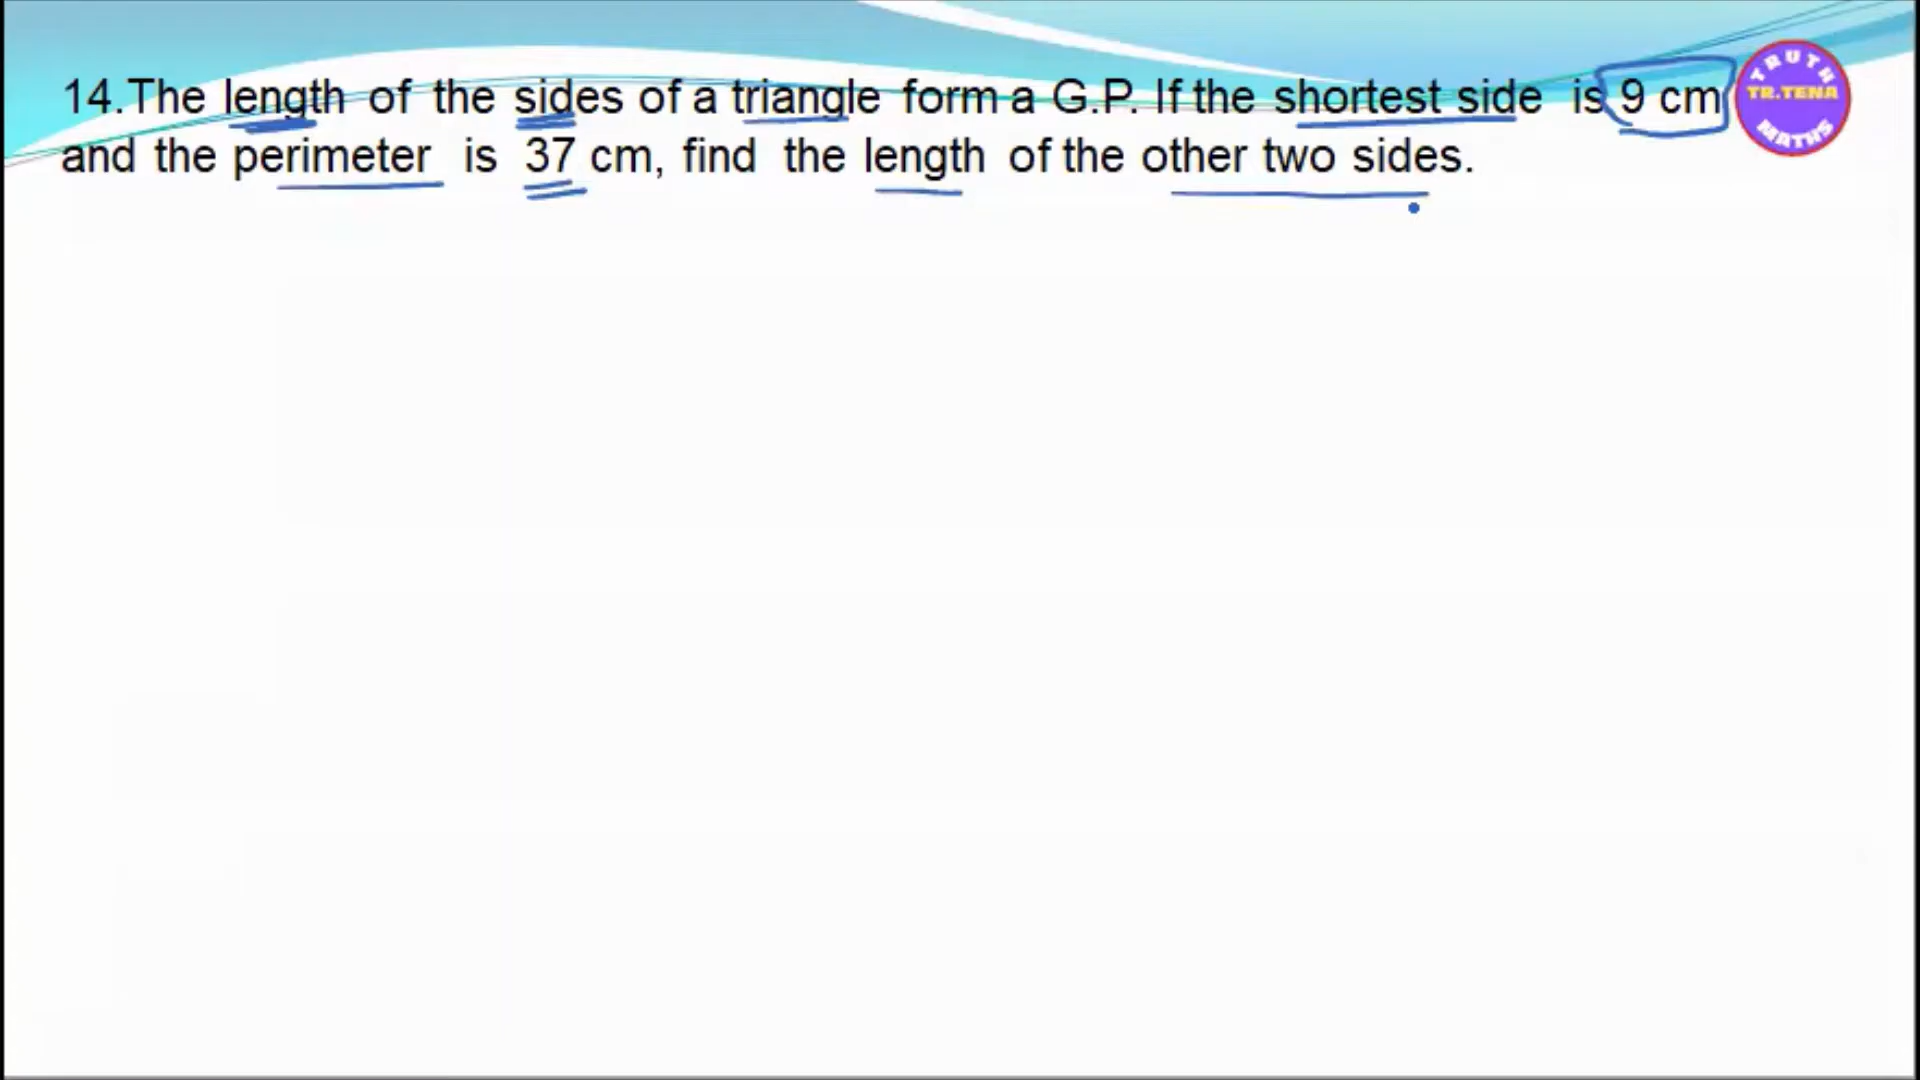 14.The length of the sides of a triangle form a G.P. If the shortest side is 9 cm
and the perimeter is 37 cm, find the length of the other two sides.
TRUTH
TR.TENA
MATHS